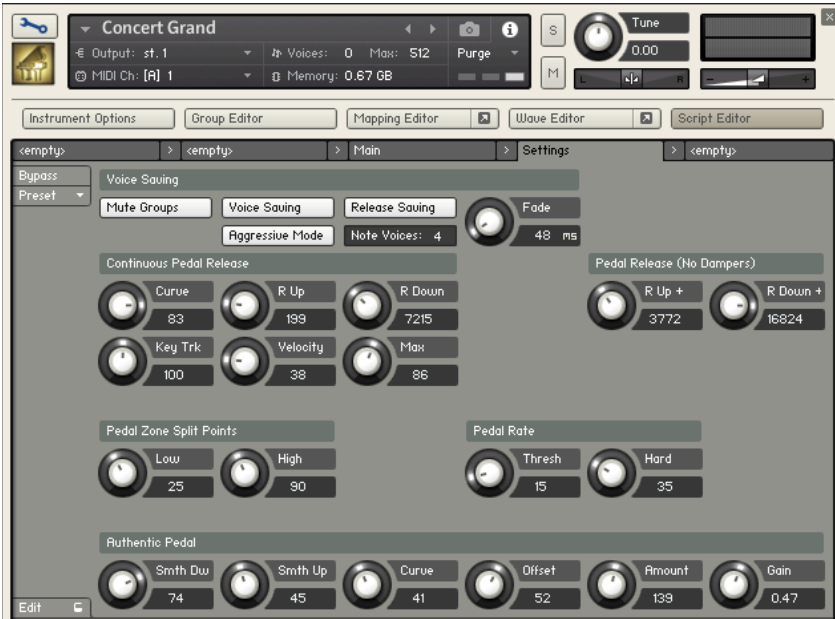 Concert Grand
S
Tune
Output: st. 1
Voices: 0 Max: 512
Purge
0.00
MIDI Ch: [A] 1
Memory: 0.67 GB
M
L
R
-
+
Instrument Options
Group Editor
Mapping Editor
Wave Editor
Script Editor
<empty>
>
<empty>
>
Main
>
Settings
>
<empty>
Bypass
Preset
Voice Saving
Mute Groups
Voice Saving
Release Saving
Fade
Aggressive Mode
Note Voices: 4
48 ms
Continuous Pedal Release
Pedal Release (No Dampers)
Curve
R Up
R Down
R Up +
R Down +
83
199
7215
3772
16824
Key Trk
Velocity
Max
100
38
86
Pedal Zone Split Points
Pedal Rate
Low
High
Thresh
Hard
25
90
15
35
Authentic Pedal
Smth Dw
Smth Up
Curve
Offset
Amount
Gain
74
45
41
52
139
0.47
Edit